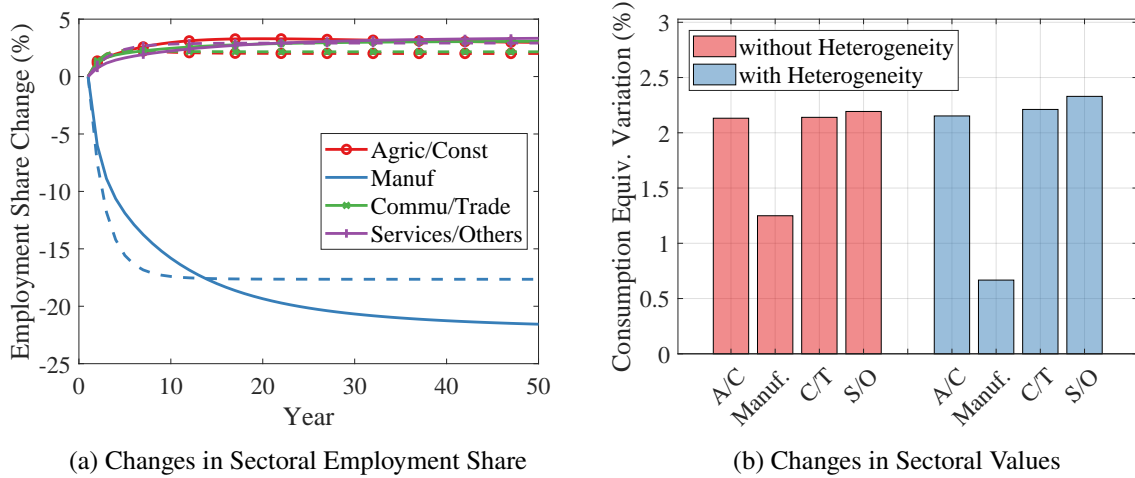 Employment Share Change (%)
5
0
-5
-10
-15
-20
-25
Agric/Const
Manuf
Commu/Trade
Services/Others
0
10
20
30
40
50
Year
(a) Changes in Sectoral Employment Share
Consumption Equiv. Variation (%)
3
2.5
2
1.5
1
0.5
0
without Heterogeneity
with Heterogeneity
A/C
Manuf.
C/T
S/O
A/C
Manuf.
C/T
S/O
(b) Changes in Sectoral Values